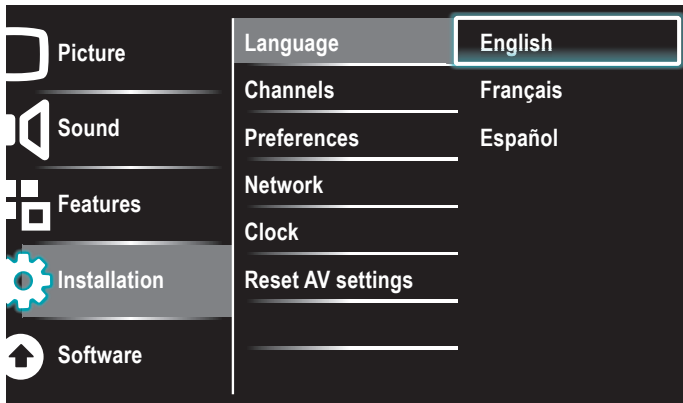 Picture
Sound
Features
Installation
Software
Language
Channels
Preferences
Network
Clock
Reset AV settings
English
Français
Español